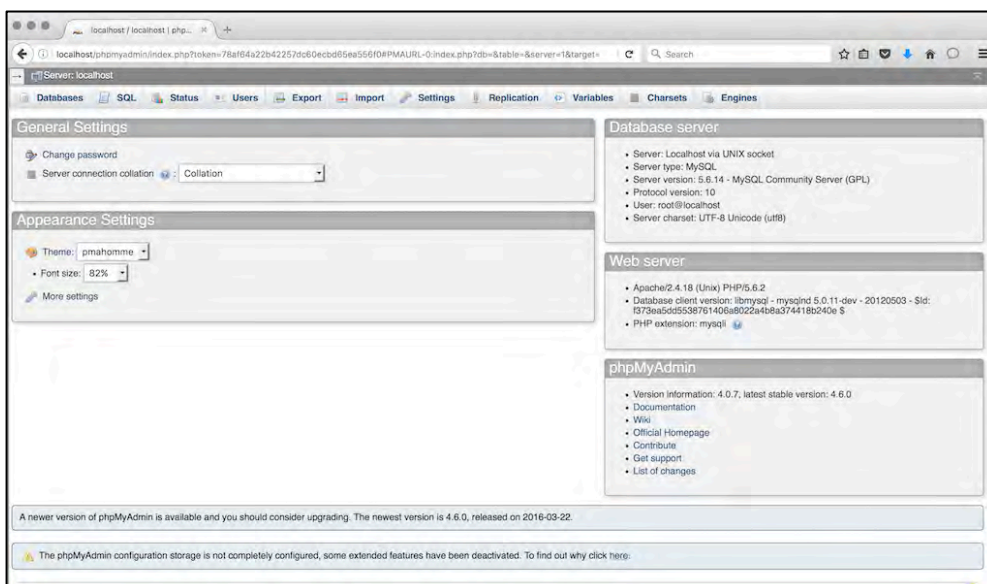 localhost / localhost | php...
localhost/phpmyadmin/index.php?token=78af64a22b42257dc60ecbd65ea556f0#PMAURL-0:index.php?db=&table=&server=1&target=
Search
Server: localhost
Databases SQL Status Users Export Import Settings Replication Variables Charsets Engines
General Settings
Change password
Server connection collation : Collation
Appearance Settings
Theme: pmahomme
Font size: 82%
More settings
Database server
Server: Localhost via UNIX socket
Server type: MySQL
Server version: 5.6.14 - MySQL Community Server (GPL)
Protocol version: 10
User: root@localhost
Server charset: UTF-8 Unicode (utf8)
Web server
Apache/2.4.18 (Unix) PHP/5.6.2
Database client version: libmysql - mysqlnd 5.0.11-dev - 20120503 - $Id:
f373ea5dd5538761406a8022a4b8a374418b240e $
PHP extension: mysqli
phpMyAdmin
Version information: 4.0.7, latest stable version: 4.6.0
Documentation
Wiki
Official Homepage
Contribute
Get support
List of changes
A newer version of phpMyAdmin is available and you should consider upgrading. The newest version is 4.6.0, released on 2016-03-22.
The phpMyAdmin configuration storage is not completely configured, some extended features have been deactivated. To find out why click here.